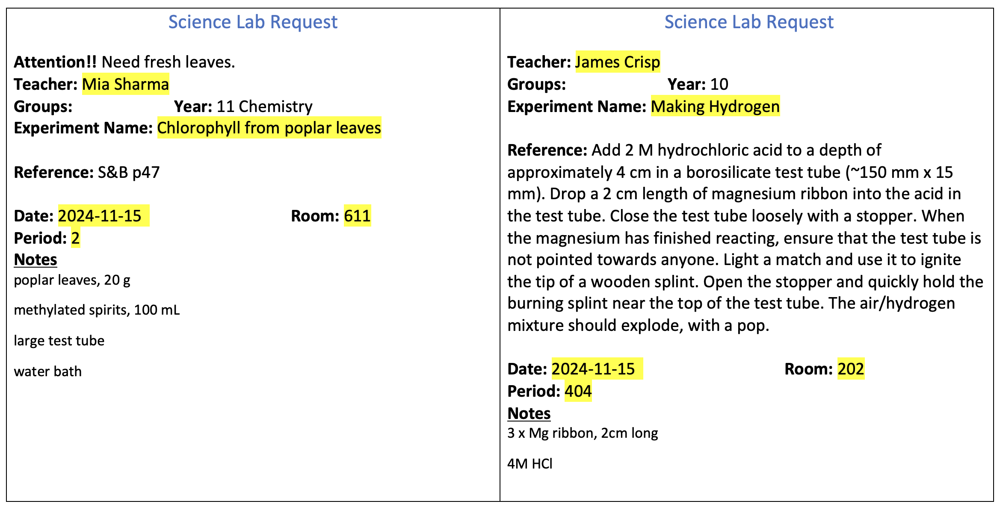 Science Lab Request
Attention!! Need fresh leaves.
Teacher: Mia Sharma
Groups: Year: 11 Chemistry
Experiment Name: Chlorophyll from poplar leaves
Reference: S&B p47
Date: 2024-11-15 Room: 611
Period: 2
Notes
poplar leaves, 20 g
methylated spirits, 100 mL
large test tube
water bath
Science Lab Request
Teacher: James Crisp
Groups: Year: 10
Experiment Name: Making Hydrogen
Reference: Add 2 M hydrochloric acid to a depth of
approximately 4 cm in a borosilicate test tube (~150 mm x 15
mm). Drop a 2 cm length of magnesium ribbon into the acid in
the test tube. Close the test tube loosely with a stopper. When
the magnesium has finished reacting, ensure that the test tube is
not pointed towards anyone. Light a match and use it to ignite
the tip of a wooden splint. Open the stopper and quickly hold the
burning splint near the top of the test tube. The air/hydrogen
mixture should explode, with a pop.
Date: 2024-11-15 Room: 202
Period: 404
Notes
3 x Mg ribbon, 2cm long
4M HCl